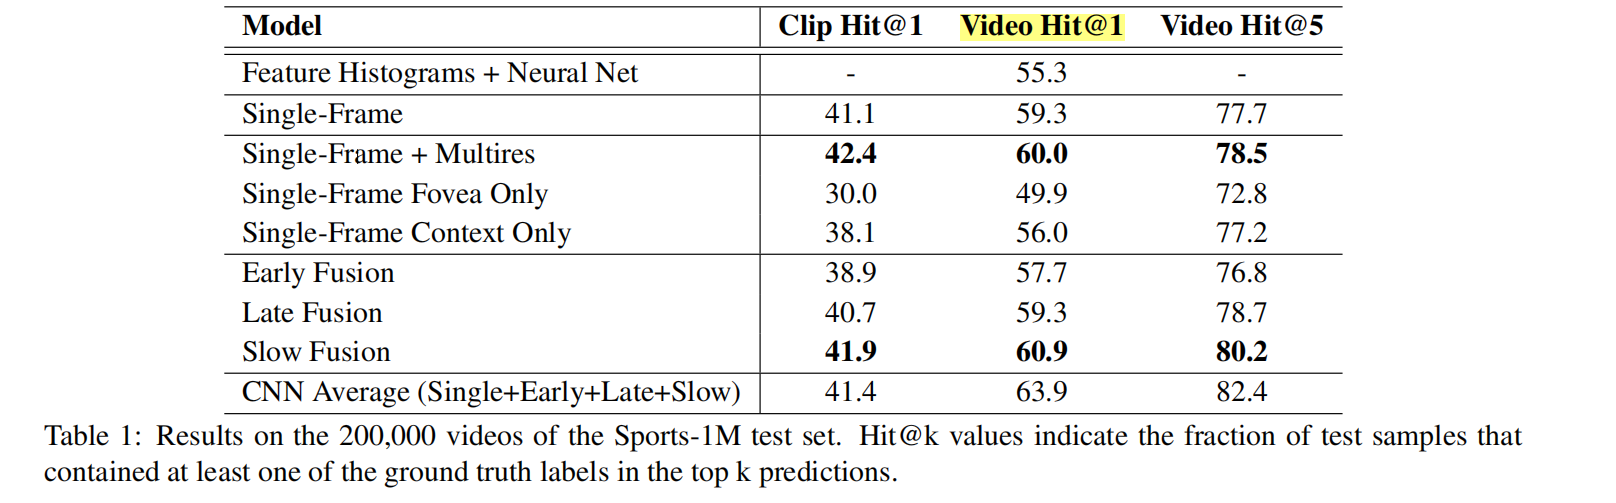 Model Clip Hit@1 Video Hit@1 Video Hit@5
Feature Histograms + Neural Net - 55.3 -
Single-Frame 41.1 59.3 77.7
Single-Frame + Multires 42.4 60.0 78.5
Single-Frame Fovea Only 30.0 49.9 72.8
Single-Frame Context Only 38.1 56.0 77.2
Early Fusion 38.9 57.7 76.8
Late Fusion 40.7 59.3 78.7
Slow Fusion 41.9 60.9 80.2
CNN Average (Single+Early+Late+Slow) 41.4 63.9 82.4
Table 1: Results on the 200,000 videos of the Sports-1M test set. Hit@k values indicate the fraction of test samples that
contained at least one of the ground truth labels in the top k predictions.